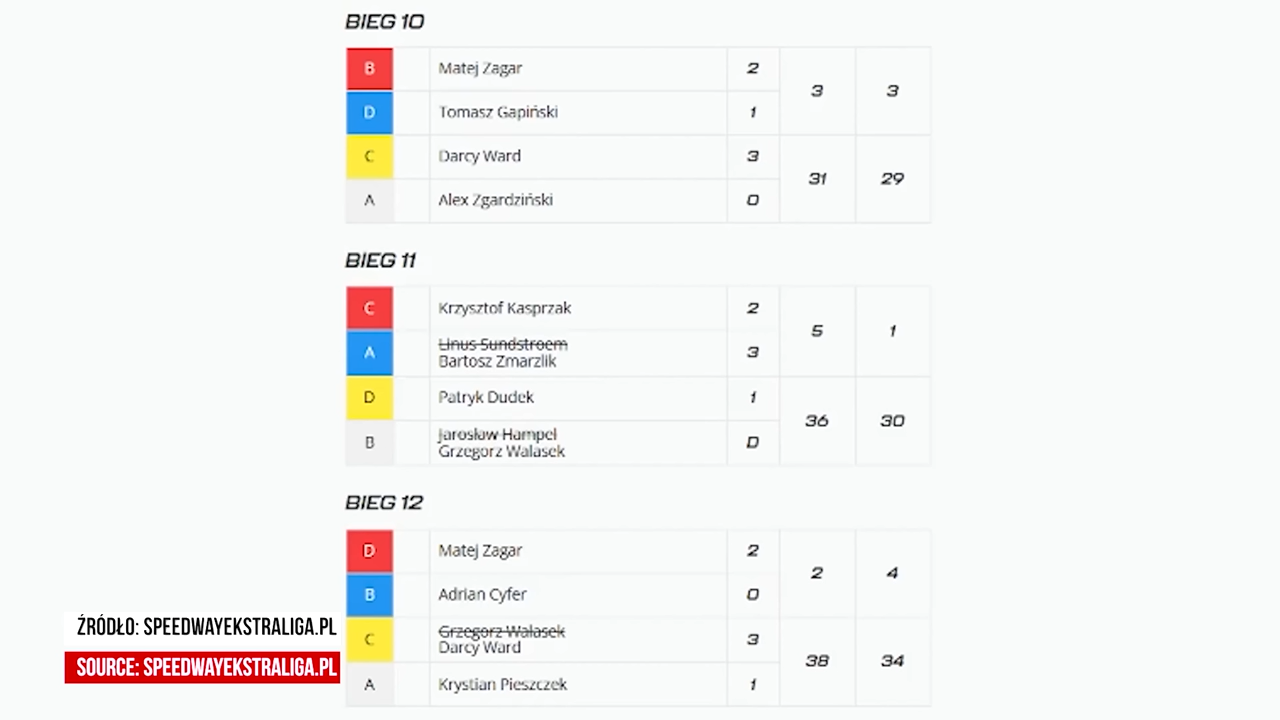 BIEG 10
B Matej Zagar 2 3 3
D Tomasz Gapiński 1
C Darcy Ward 3 31 29
A Alex Zgardziński 0
BIEG 11
C Krzysztof Kasprzak 2 5 1
A Linus Sundstroem
Bartosz Zmarzlik 3
D Patryk Dudek 1 36 30
B Jarosław Hampel
Grzegorz Walasek D
BIEG 12
D Matej Zagar 2 2 4
B Adrian Cyfer 0
C Grzegorz Walasek
Darcy Ward 3 38 34
A Krystian Pieszczek 1
ŹRÓDŁO: SPEEDWAYEKSTRALIGA.PL
SOURCE: SPEEDWAYEKSTRALIGA.PL